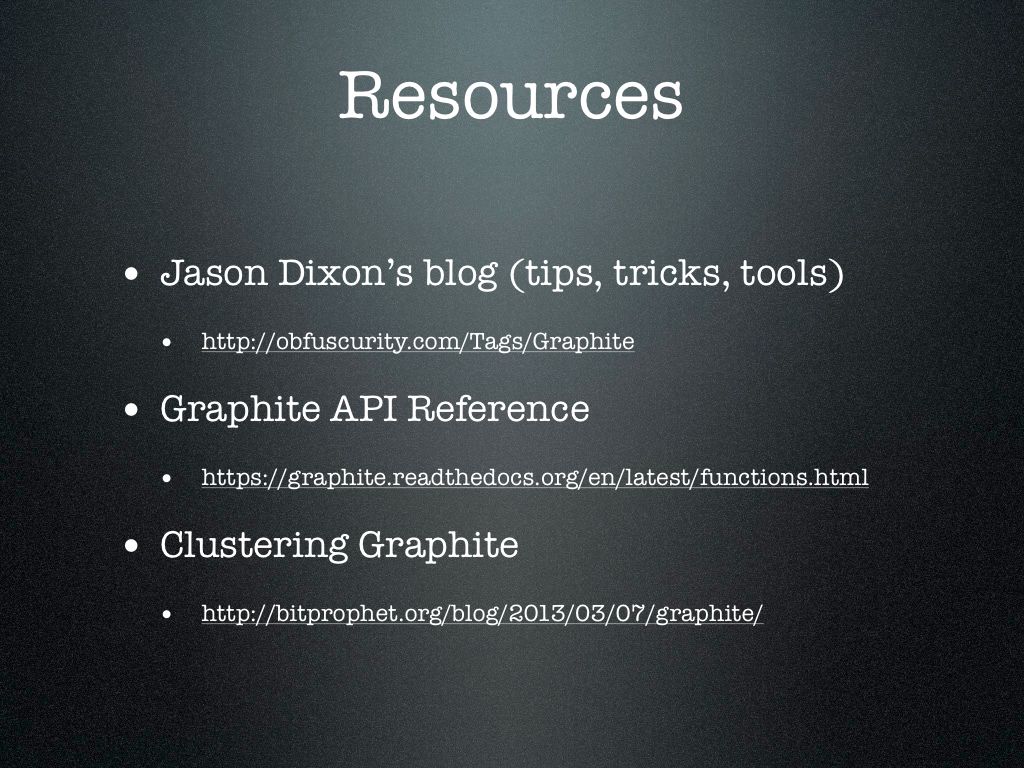 Resources
• Jason Dixon’s blog (tips, tricks, tools)
• http://obfuscurity.com/Tags/Graphite
• Graphite API Reference
• https://graphite.readthedocs.org/en/latest/functions.html
• Clustering Graphite
• http://bitprophet.org/blog/2013/03/07/graphite/